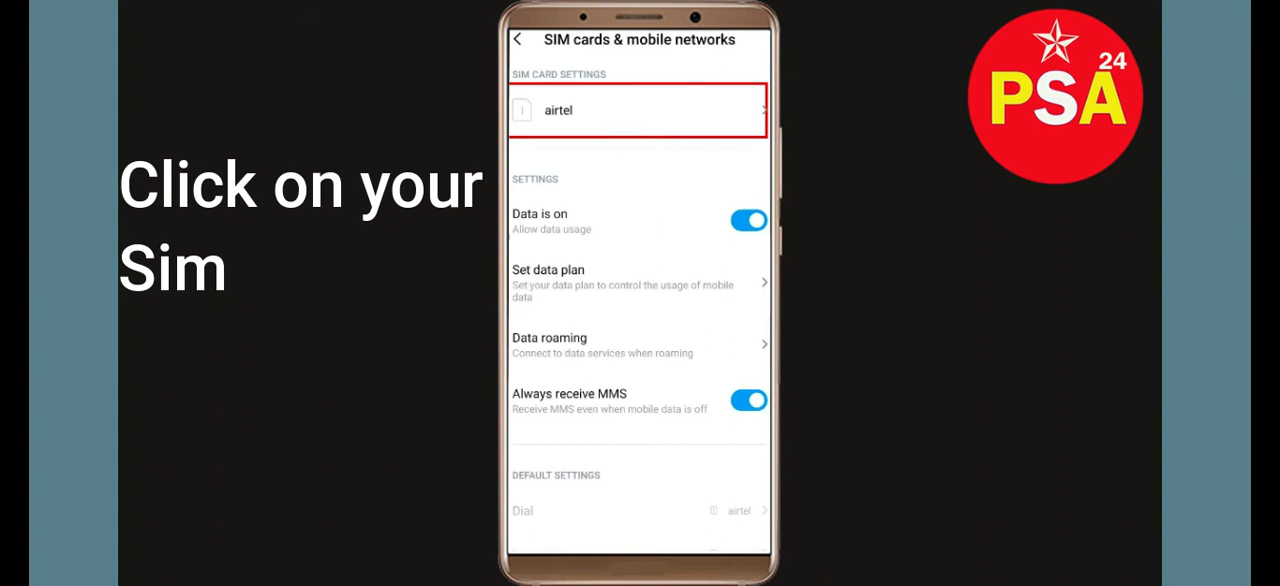 Click on your
Sim
SIM cards & mobile networks
SIM CARD SETTINGS
1 airtel
SETTINGS
Data is on
Allow data usage
Set data plan
Set your data plan to control the usage of mobile
data
Data roaming
Connect to data services when roaming
Always receive MMS
Receive MMS even when mobile data is off
DEFAULT SETTINGS
Dial airtel
24
PSA